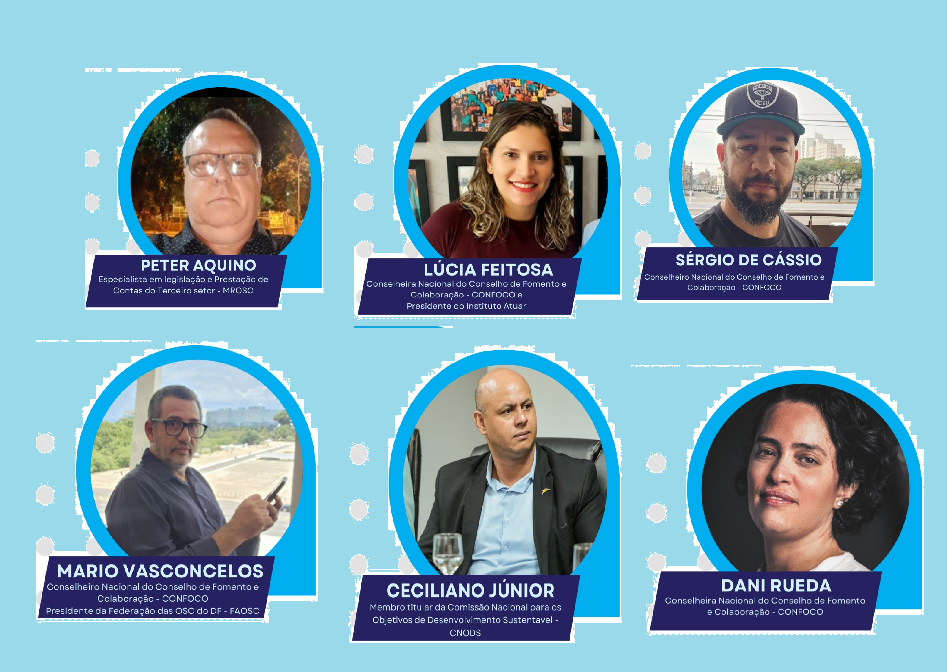 PETER AQUINO
Especialista em legislação e Prestação de
Contas do Terceiro setor - MROSC
LÚCIA FEITOSA
Conselheira Nacional do Conselho de Fomento e
Colaboração - CONFOCO e
Presidente do Instituto Atuar
SÉRGIO DE CÁSSIO
Conselheiro Nacional do Conselho de Fomento e
Colaboração - CONFOCO
MARIO VASCONCELOS
Conselheiro Nacional do Conselho de Fomento e
Colaboração - CONFOCO
Presidente da Federação das OSC do DF - FAOSC
CECILIANO JÚNIOR
Membro titular da Comissão Nacional para os
Objetivos de Desenvolvimento Sustentavel -
CNODS
DANI RUEDA
Conselheira Nacional do Conselho de Fomento
e Colaboração - CONFOCO